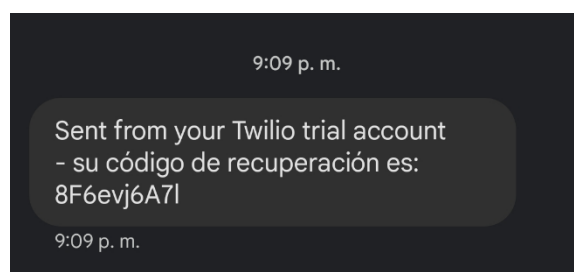 9:09 p. m.
Sent from your Twilio trial account
- su código de recuperación es:
8F6evj6A7l
9:09 p. m.